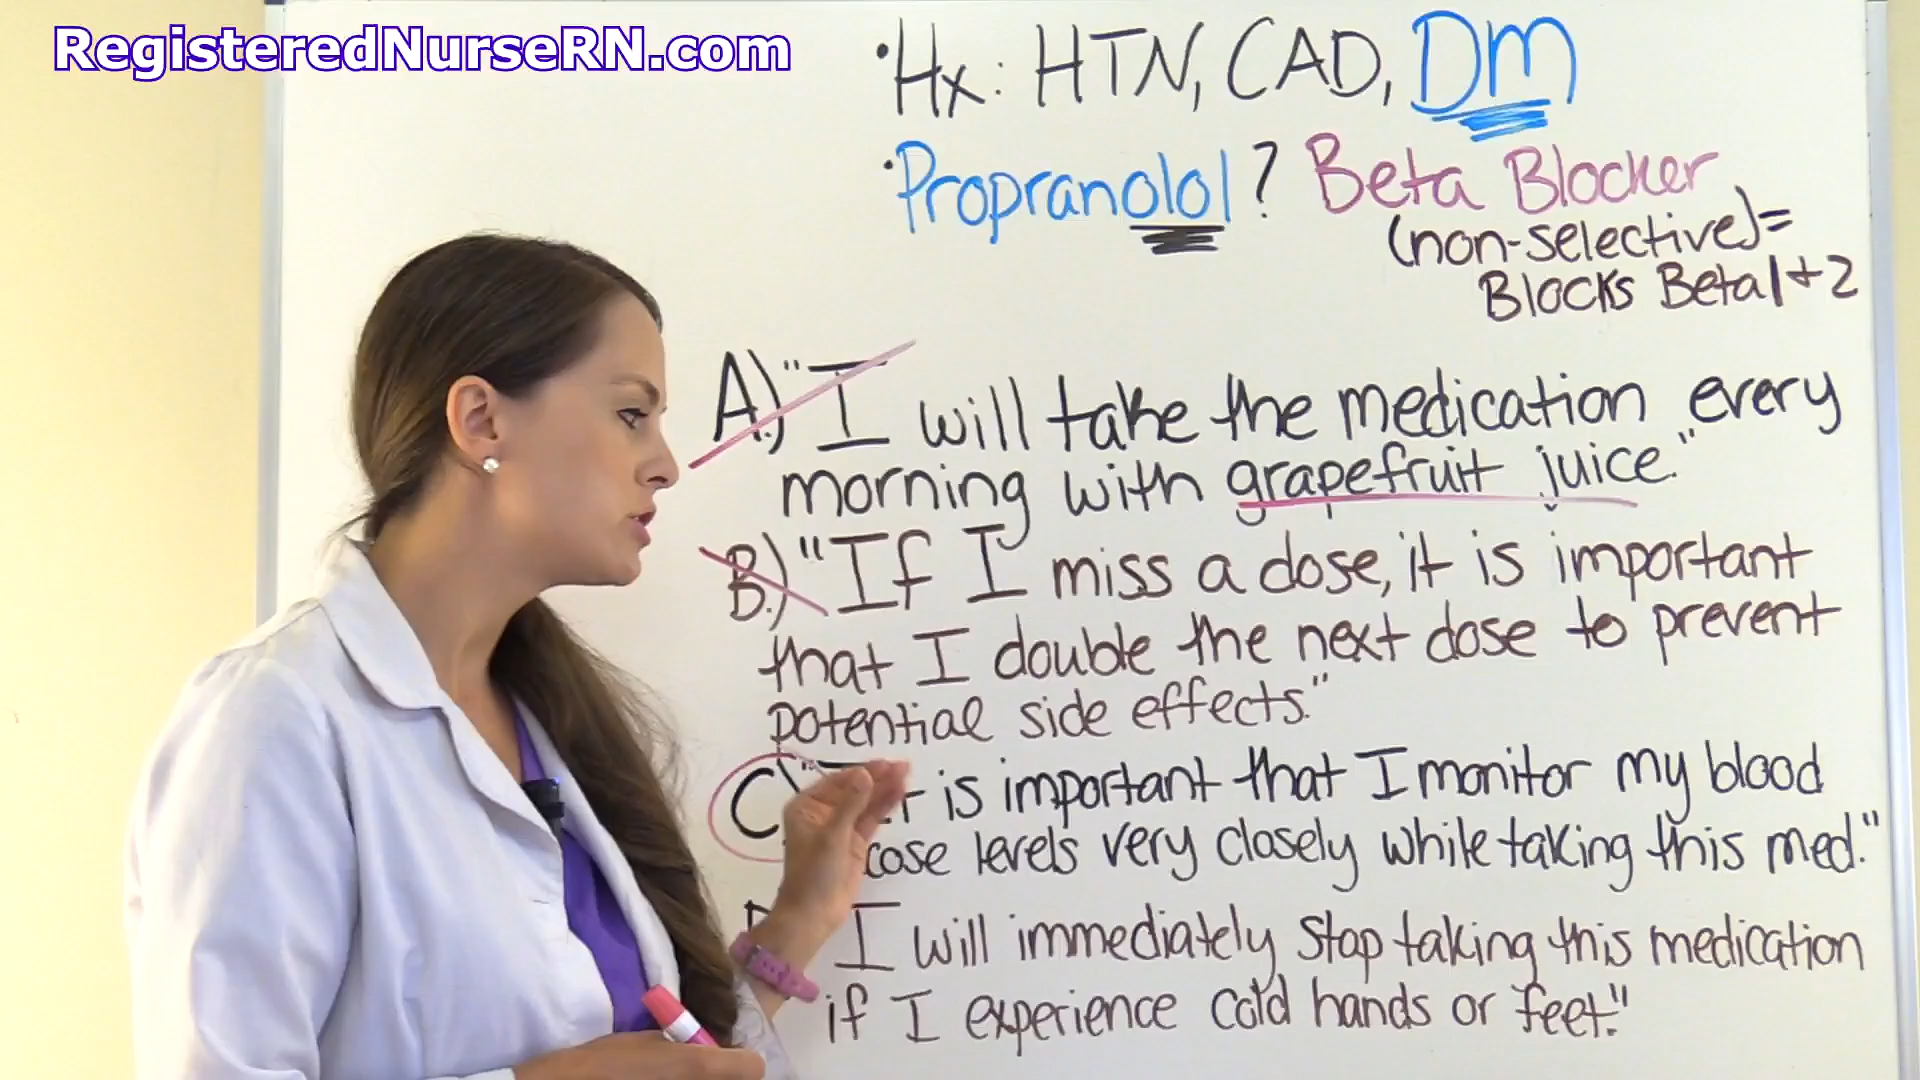 RegisteredNurseRN.com
• Hx: HTN, CAD, DM
• Propranolol? Beta Blocker
(non-selective)=
Blocks Beta 1+2
A.) "I will take the medication every
morning with grapefruit juice."
B.) "If I miss a dose, it is important
that I double the next dose to prevent
potential side effects."
C) " is important that I monitor my blood
cose levels very closely while taking this med."
I will immediately stop taking this medication
if I experience cold hands or feet."